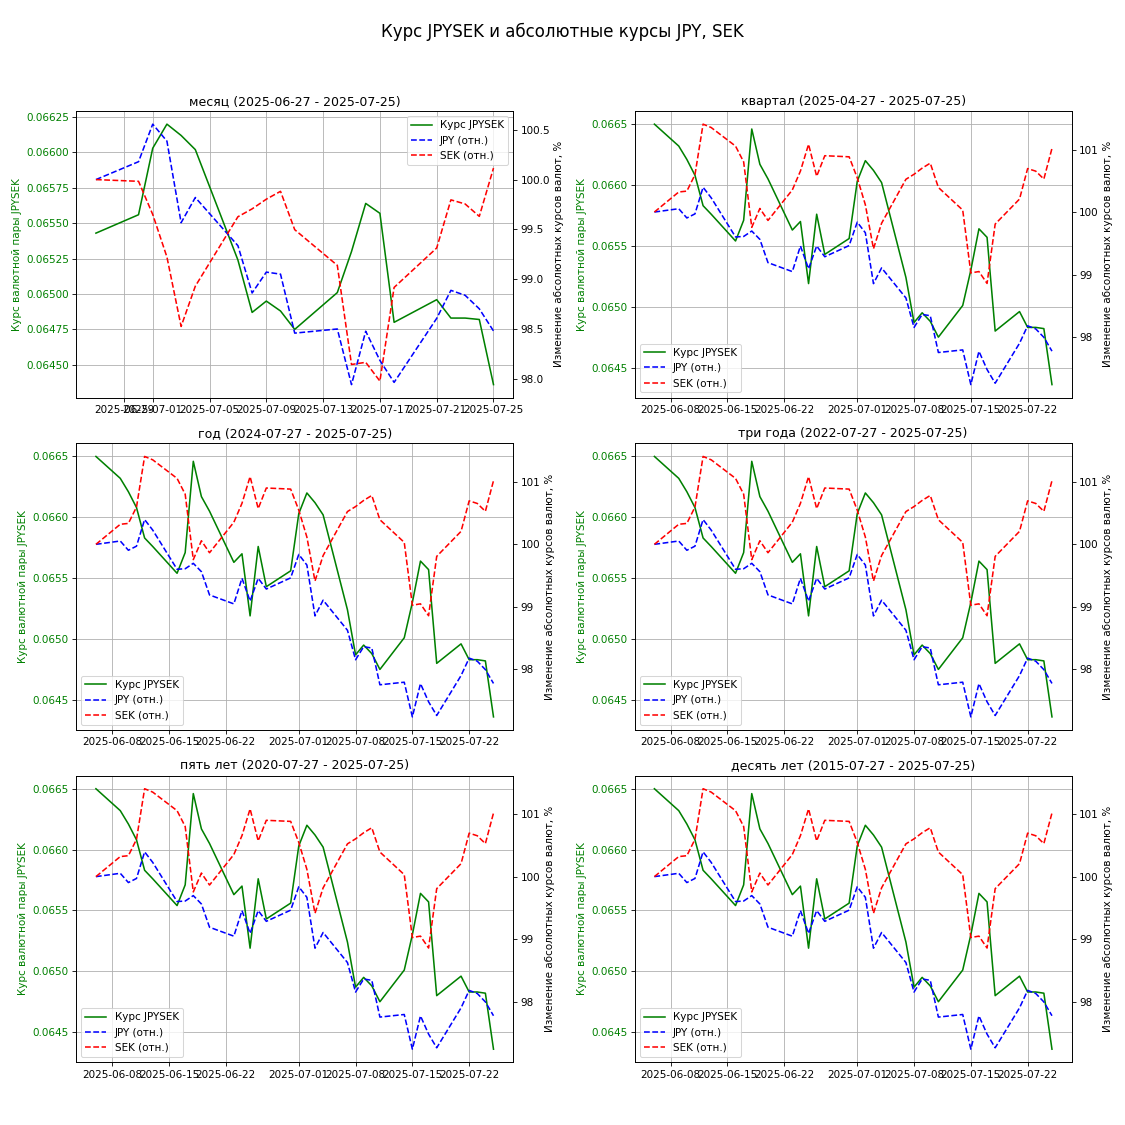 Курс JPYSEK и абсолютные курсы JPY, SEK
месяц (2025-06-27 - 2025-07-25)
Курс валютной пары JPYSEK
0.06625
0.06600
0.06575
0.06550
0.06525
0.06500
0.06475
0.06450
Курс JPYSEK
JPY (отн.)
SEK (отн.)
100.5
100.0
99.5
99.0
98.5
98.0
Изменение абсолютных курсов валют, %
2025-06-29 2025-07-01 2025-07-05 2025-07-09 2025-07-13 2025-07-17 2025-07-21 2025-07-25
квартал (2025-04-27 - 2025-07-25)
Курс валютной пары JPYSEK
0.0665
0.0660
0.0655
0.0650
0.0645
Курс JPYSEK
JPY (отн.)
SEK (отн.)
101
100
99
98
Изменение абсолютных курсов валют, %
2025-06-08 2025-06-15 2025-06-22 2025-07-01 2025-07-08 2025-07-15 2025-07-22
год (2024-07-27 - 2025-07-25)
Курс валютной пары JPYSEK
0.0665
0.0660
0.0655
0.0650
0.0645
Курс JPYSEK
JPY (отн.)
SEK (отн.)
101
100
99
98
Изменение абсолютных курсов валют, %
2025-06-08 2025-06-15 2025-06-22 2025-07-01 2025-07-08 2025-07-15 2025-07-22
три года (2022-07-27 - 2025-07-25)
Курс валютной пары JPYSEK
0.0665
0.0660
0.0655
0.0650
0.0645
Курс JPYSEK
JPY (отн.)
SEK (отн.)
101
100
99
98
Изменение абсолютных курсов валют, %
2025-06-08 2025-06-15 2025-06-22 2025-07-01 2025-07-08 2025-07-15 2025-07-22
пять лет (2020-07-27 - 2025-07-25)
Курс валютной пары JPYSEK
0.0665
0.0660
0.0655
0.0650
0.0645
Курс JPYSEK
JPY (отн.)
SEK (отн.)
101
100
99
98
Изменение абсолютных курсов валют, %
2025-06-08 2025-06-15 2025-06-22 2025-07-01 2025-07-08 2025-07-15 2025-07-22
десять лет (2015-07-27 - 2025-07-25)
Курс валютной пары JPYSEK
0.0665
0.0660
0.0655
0.0650
0.0645
Курс JPYSEK
JPY (отн.)
SEK (отн.)
101
100
99
98
Изменение абсолютных курсов валют, %
2025-06-08 2025-06-15 2025-06-22 2025-07-01 2025-07-08 2025-07-15 2025-07-22